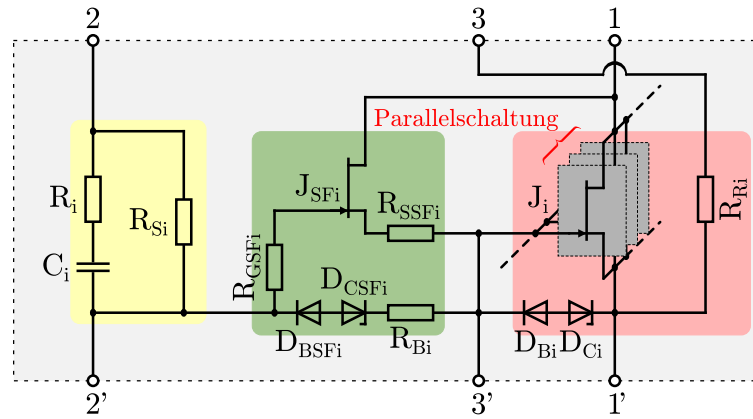 2
3
1
Parallelschaltung
J_SFi
R_i
R_Si
R_SSFi
J_i
R_Ri
C_i
R_GSFi
D_CSFi
D_BSFi
R_Bi
D_Bi
D_Ci
2'
3'
1'